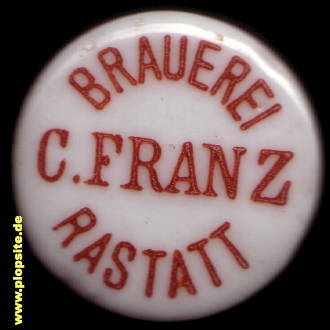 BRAUEREI
C. FRANZ
RASTATT
www.plopsite.de